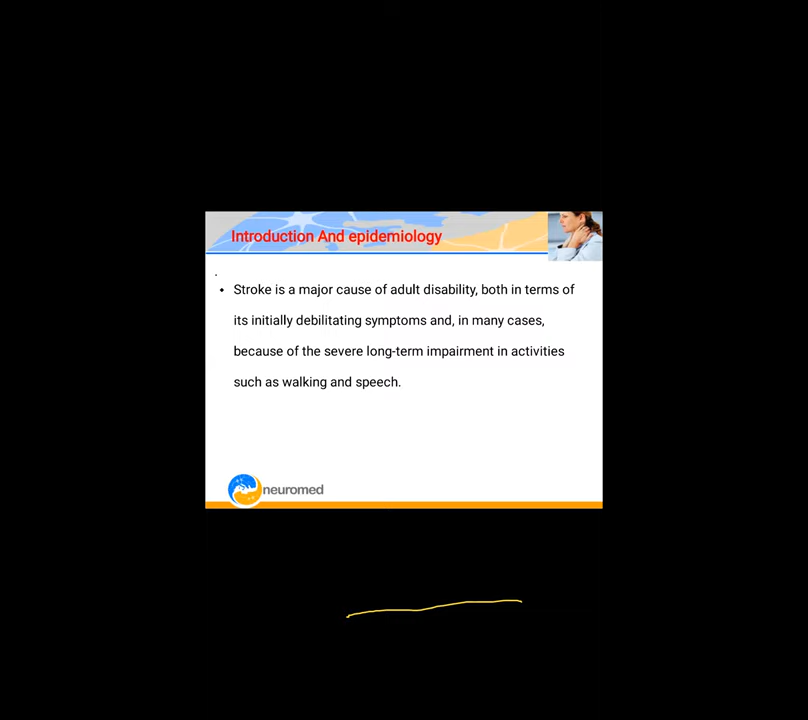 Introduction And epidemiology
• Stroke is a major cause of adult disability, both in terms of
its initially debilitating symptoms and, in many cases,
because of the severe long-term impairment in activities
such as walking and speech.
neuromed